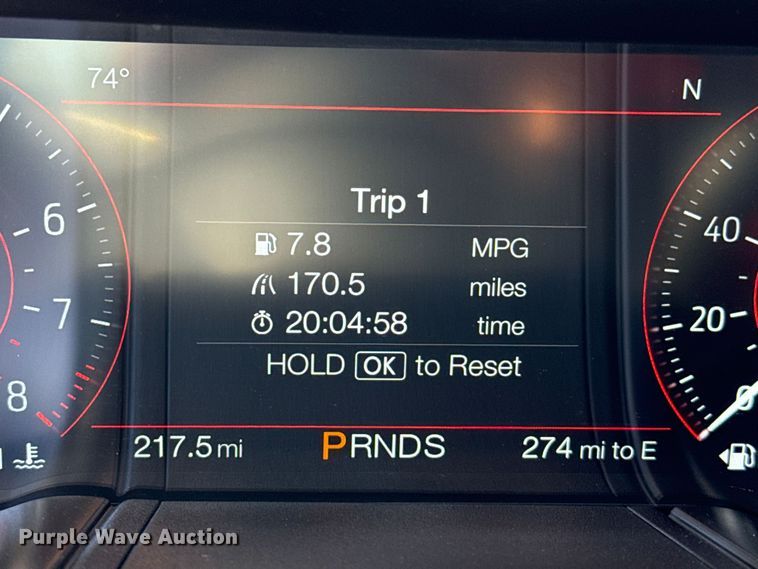 74° N
Trip 1
7.8 MPG
170.5 miles
20:04:58 time
HOLD OK to Reset
6
7
8
40
20
0
217.5 mi PRNDS 274 mi to E
Purple Wave Auction